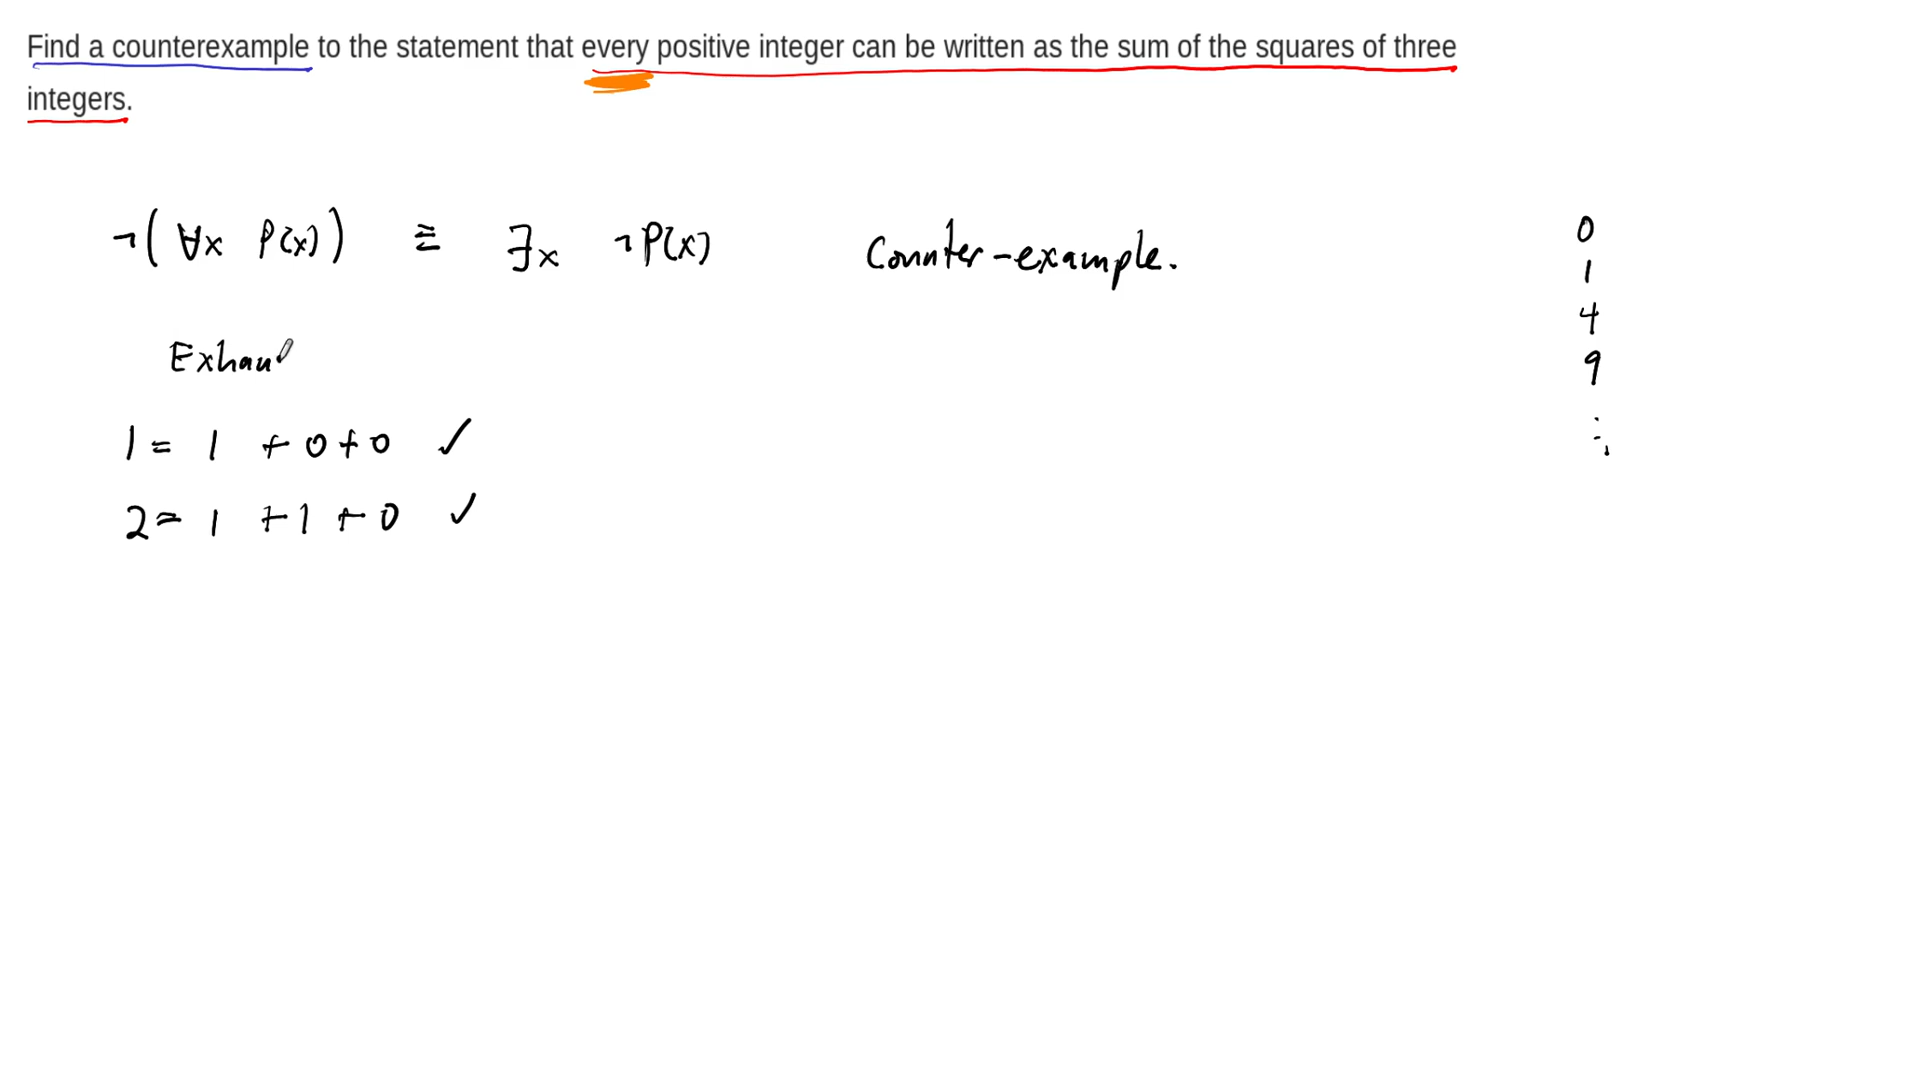 Find a counterexample to the statement that every positive integer can be written as the sum of the squares of three
integers.
¬(∀x P(x)) ≡ ∃x ¬P(x) Counter-example.
0
1
4
9
Exhau
1 = 1 + 0 + 0 ✓
2 = 1 + 1 + 0 ✓